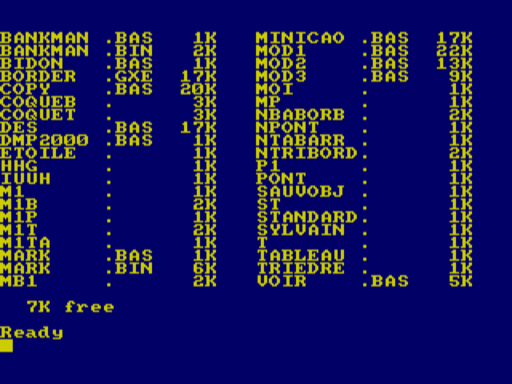 BANKMAN .BAS 1K MINICAO .BAS 17K
BANKMAN .BIN 2K MOD1 .BAS 22K
BIDON .BAS 1K MOD2 .BAS 13K
BORDER .GXE 17K MOD3 .BAS 9K
COPY .BAS 20K MOI . 1K
COQUEB . 3K MP . 1K
COQUET . 3K NBABORB . 2K
DES .BAS 17K NPONT . 1K
DMP2000 .BAS 1K NTABARR . 1K
ETOILE . 1K NTRIBORD. 2K
HHG . 1K P1 . 1K
IUUH . 1K PONT . 1K
M1 . 1K SAUVOBJ . 1K
M1B . 2K ST . 1K
M1P . 1K STANDARD. 1K
M1T . 2K SYLVAIN . 1K
M1TA . 1K T . 1K
MARK .BAS 1K TABLEAU . 1K
MARK .BIN 6K TRIEDRE . 1K
MB1 . 2K VOIR .BAS 5K
7K free
Ready